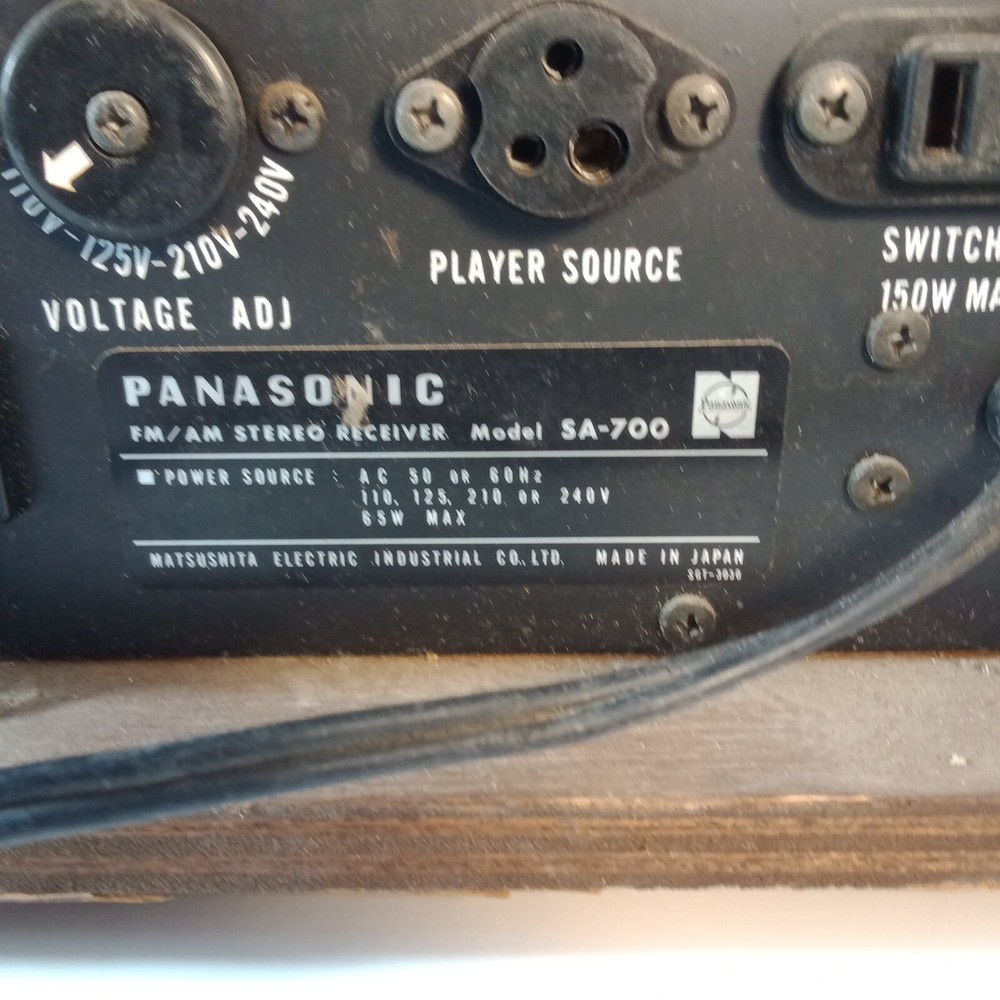 110V-125V-210V-240V
VOLTAGE ADJ
PLAYER SOURCE
SWITCH
150W MA
PANASONIC
FM/AM STEREO RECEIVER Model SA-700
Panasonic
POWER SOURCE : AC 50 OR 60Hz
110, 125, 210 OR 240V
65W MAX
MATSUSHITA ELECTRIC INDUSTRIAL CO., LTD. MADE IN JAPAN